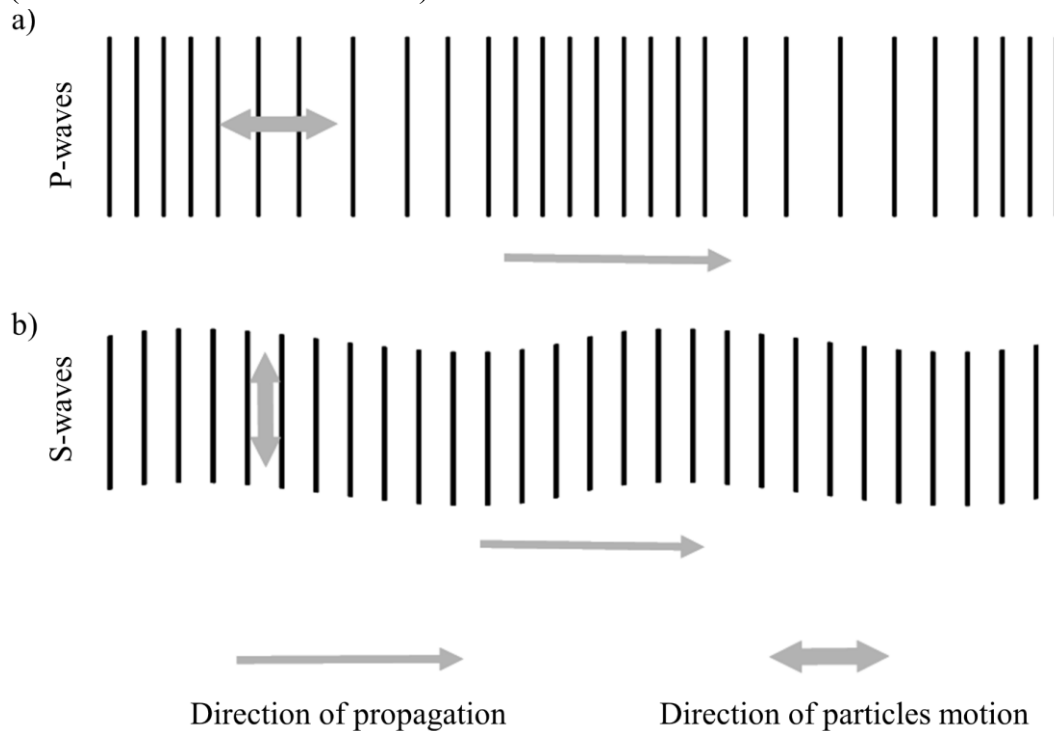 a)
P-waves
b)
S-waves
Direction of propagation
Direction of particles motion